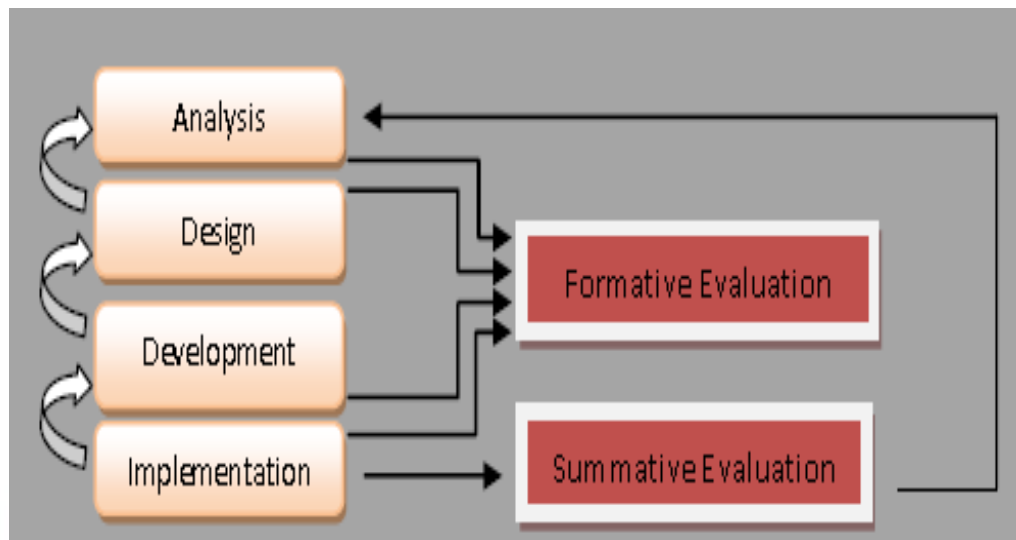 Analysis
Design
Development
Implementation
Formative Evaluation
Summative Evaluation